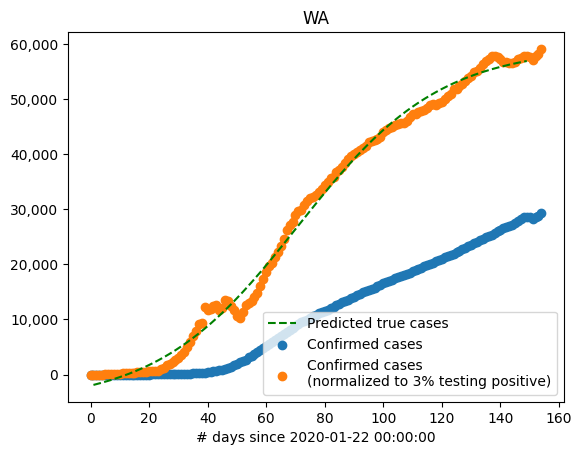 WA
60,000
50,000
40,000
30,000
20,000
10,000
0
Predicted true cases
Confirmed cases
Confirmed cases
(normalized to 3% testing positive)
0 20 40 60 80 100 120 140 160
# days since 2020-01-22 00:00:00